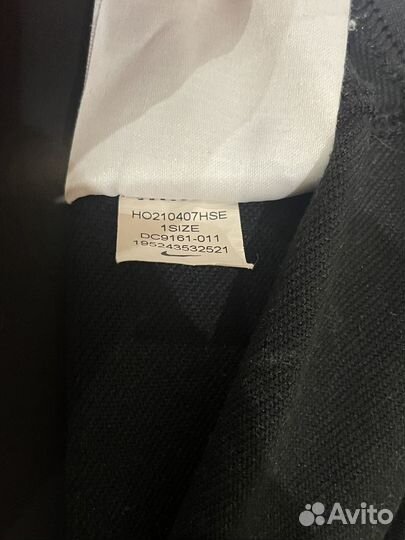 HO210407HSE
1SIZE
DC9161-011
195243532521
Avito